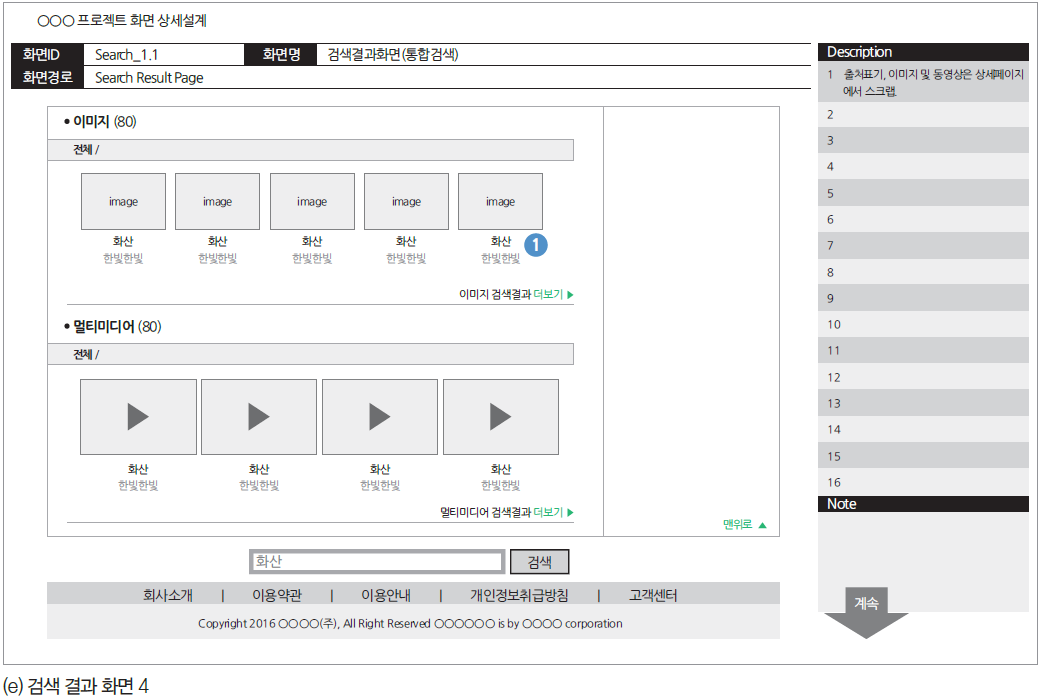 ○○○ 프로젝트 화면 상세설계
화면ID Search_1.1 화면명 검색결과화면(통합검색)
화면경로 Search Result Page
• 이미지 (80)
전체 /
image image image image image
화산 화산 화산 화산 화산
한빛한빛 한빛한빛 한빛한빛 한빛한빛 한빛한빛
1
이미지 검색결과 더보기 ▶
• 멀티미디어 (80)
전체 /
화산 화산 화산 화산
한빛한빛 한빛한빛 한빛한빛 한빛한빛
멀티미디어 검색결과 더보기 ▶
맨위로 ▲
화산 검색
회사소개 | 이용약관 | 이용안내 | 개인정보취급방침 | 고객센터
Copyright 2016 ○○○○(주), All Right Reserved ○○○○○○ is by ○○○○ corporation
Description
1 출처표기, 이미지 및 동영상은 상세페이지
에서 스크랩.
2
3
4
5
6
7
8
9
10
11
12
13
14
15
16
Note
계속
(e) 검색 결과 화면 4